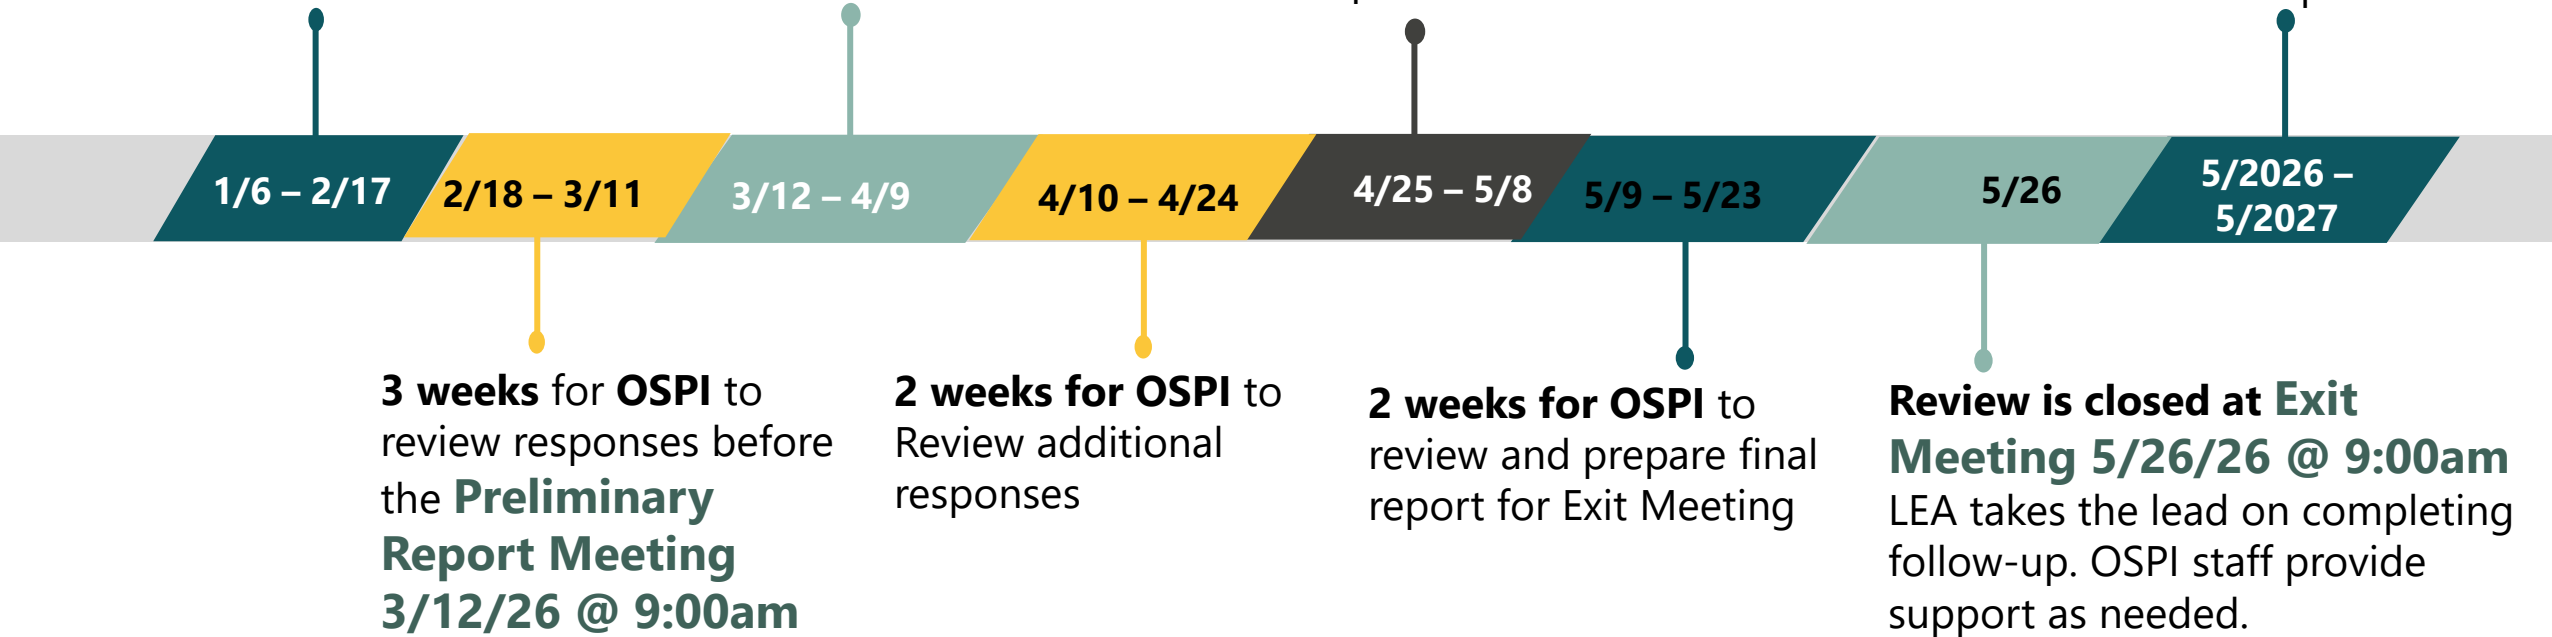 1/6 – 2/17
2/18 – 3/11
3/12 – 4/9
4/10 – 4/24
4/25 – 5/8
5/9 – 5/23
5/26
5/2026 –
5/2027
3 weeks for OSPI to
review responses before
the Preliminary
Report Meeting
3/12/26 @ 9:00am
2 weeks for OSPI to
Review additional
responses
2 weeks for OSPI to
review and prepare final
report for Exit Meeting
Review is closed at Exit
Meeting 5/26/26 @ 9:00am
LEA takes the lead on completing
follow-up. OSPI staff provide
support as needed.